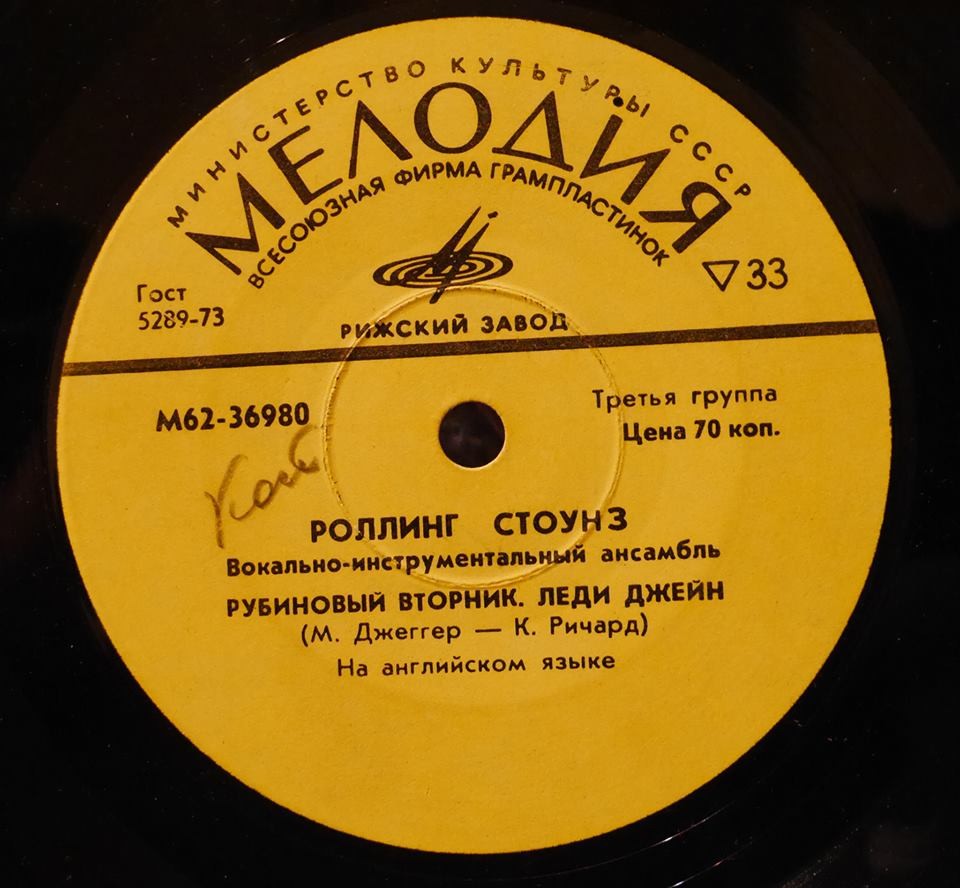 МИНИСТЕРСТВО КУЛЬТУРЫ СССР
МЕЛОДИЯ
ВСЕСОЮЗНАЯ ФИРМА ГРАМПЛАСТИНОК
33
Гост
5289-73
РИЖСКИЙ ЗАВОД
М62-36980
Третья группа
Цена 70 коп.
РОЛЛИНГ СТОУНЗ
Вокально-инструментальный ансамбль
РУБИНОВЫЙ ВТОРНИК. ЛЕДИ ДЖЕЙН
(М. Джеггер — К. Ричард)
На английском языке